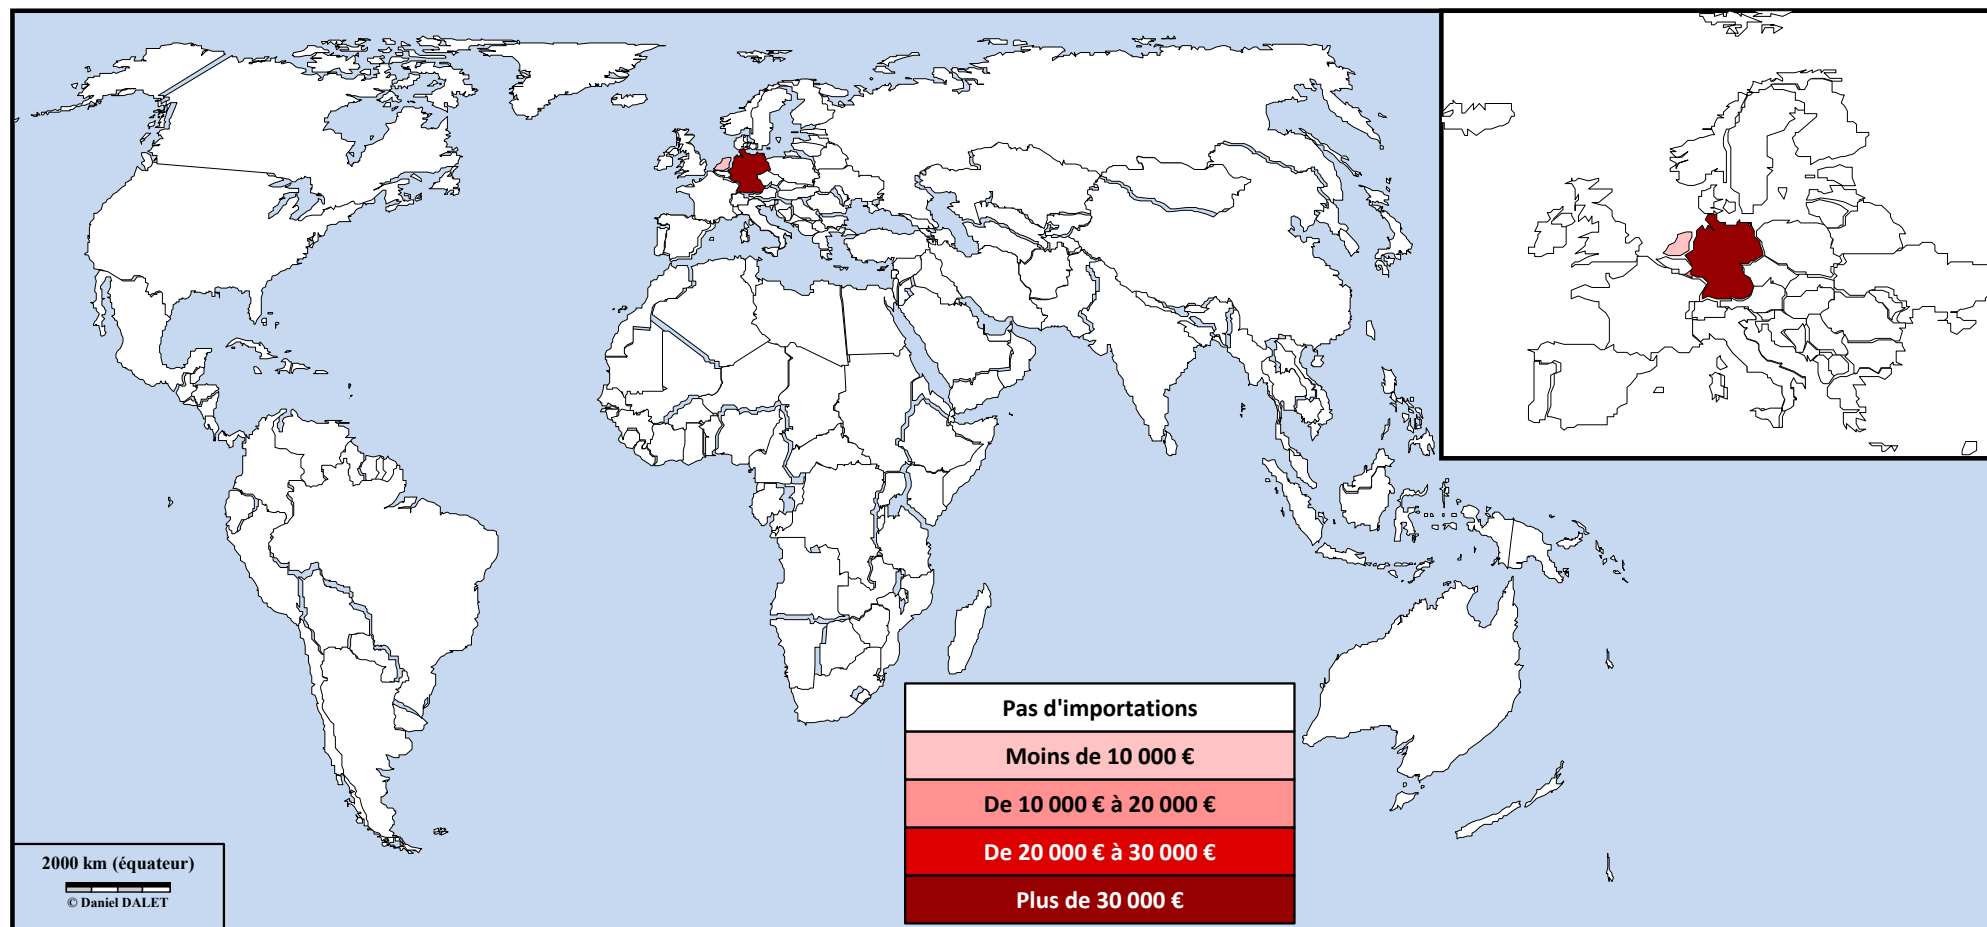 Pas d'importations
Moins de 10 000 €
De 10 000 € à 20 000 €
De 20 000 € à 30 000 €
Plus de 30 000 €
2000 km (équateur)
© Daniel DALET